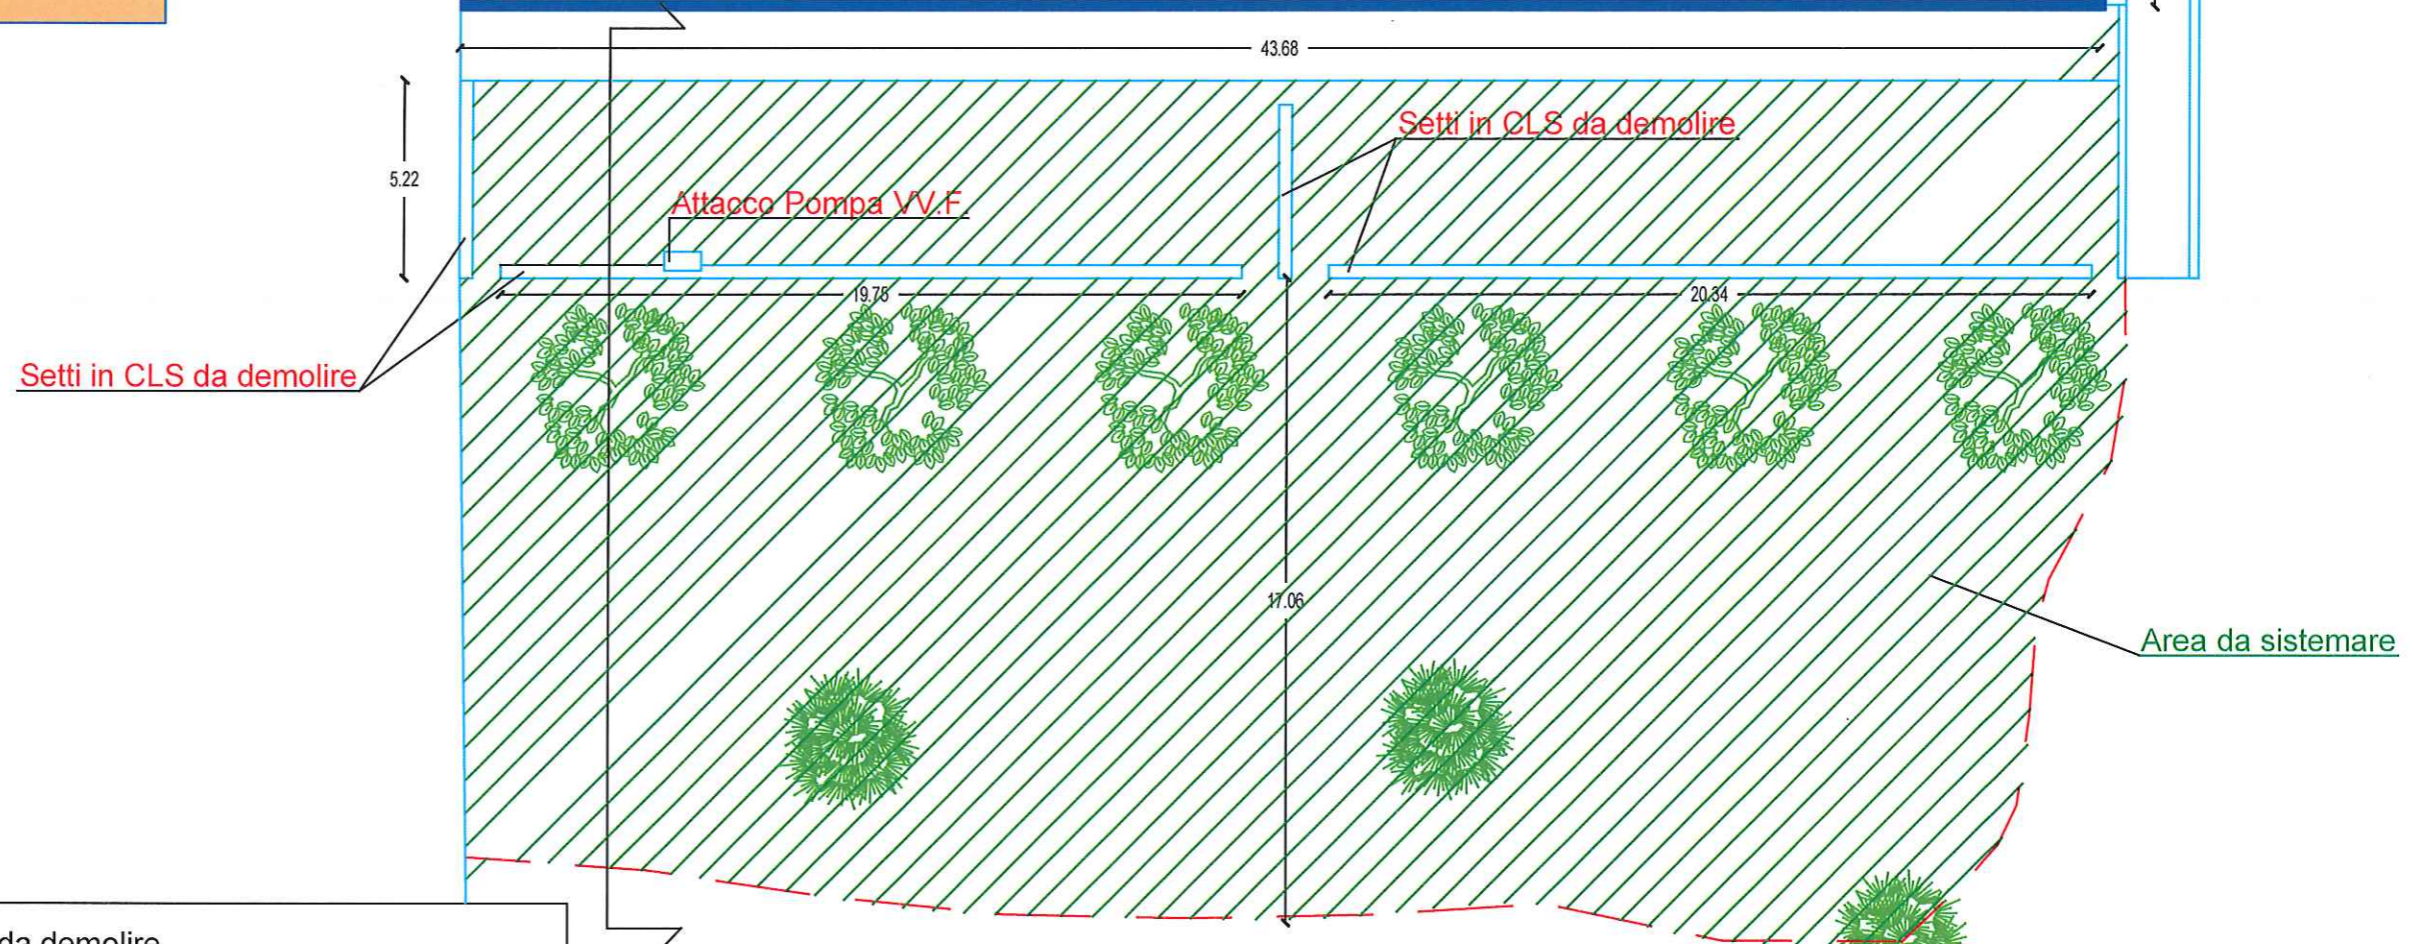 43.68
Setti in CLS da demolire
5.22
Attacco Pompa VV.F.
19.75
20.34
Setti in CLS da demolire
17.06
Area da sistemare
da demolire